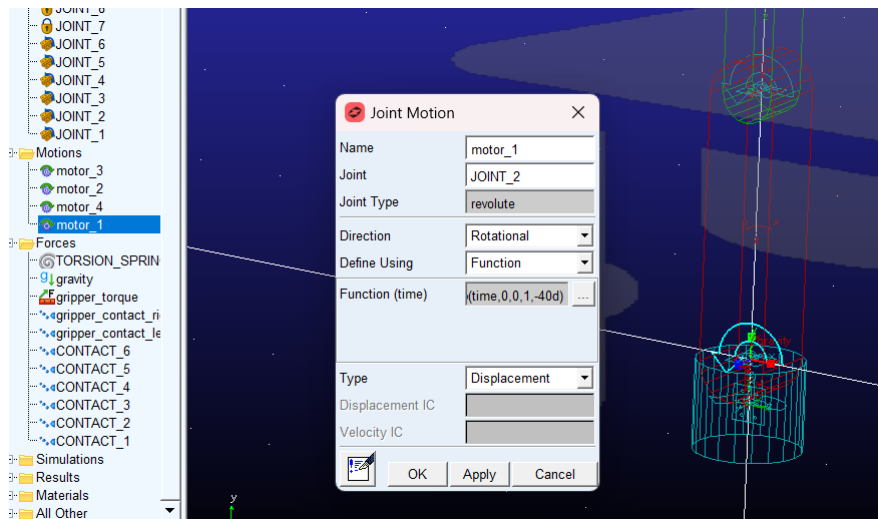 JOINT_8
JOINT_7
JOINT_6
JOINT_5
JOINT_4
JOINT_3
JOINT_2
JOINT_1
Motions
motor_3
motor_2
motor_4
motor_1
Forces
TORSION_SPRIN
gravity
gripper_torque
gripper_contact_ri
gripper_contact_le
CONTACT_6
CONTACT_5
CONTACT_4
CONTACT_3
CONTACT_2
CONTACT_1
Simulations
Results
Materials
All Other
Joint Motion
Name motor_1
Joint JOINT_2
Joint Type revolute
Direction Rotational
Define Using Function
Function (time) (time,0,0,1,-40d) ...
Type Displacement
Displacement IC
Velocity IC
OK Apply Cancel
y